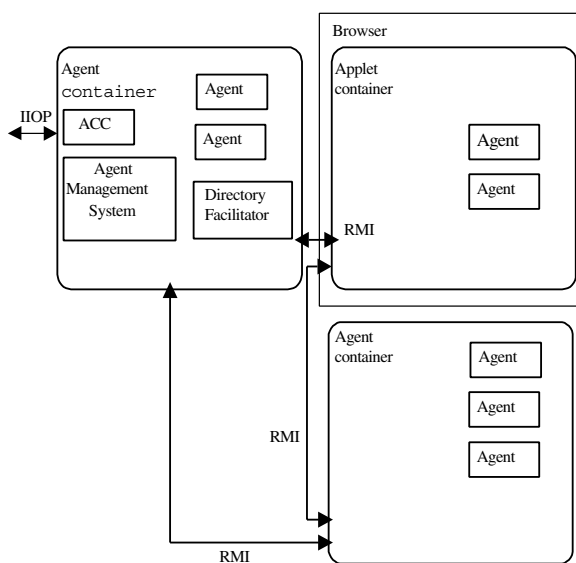 Browser
Agent
container
IIOP
ACC
Agent
Agent
Agent
Management
System
Directory
Facilitator
Applet
container
Agent
Agent
RMI
Agent
container
Agent
Agent
Agent
RMI
RMI